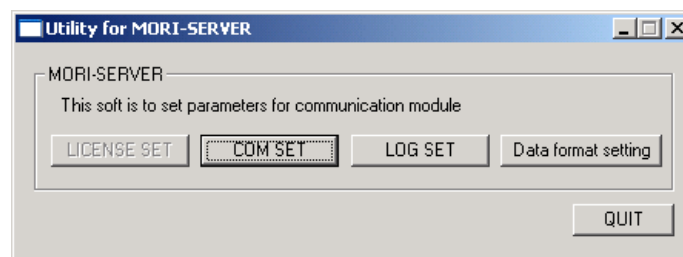 Utility for MORI-SERVER
MORI-SERVER
This soft is to set parameters for communication module
LICENSE SET COM SET LOG SET Data format setting
QUIT